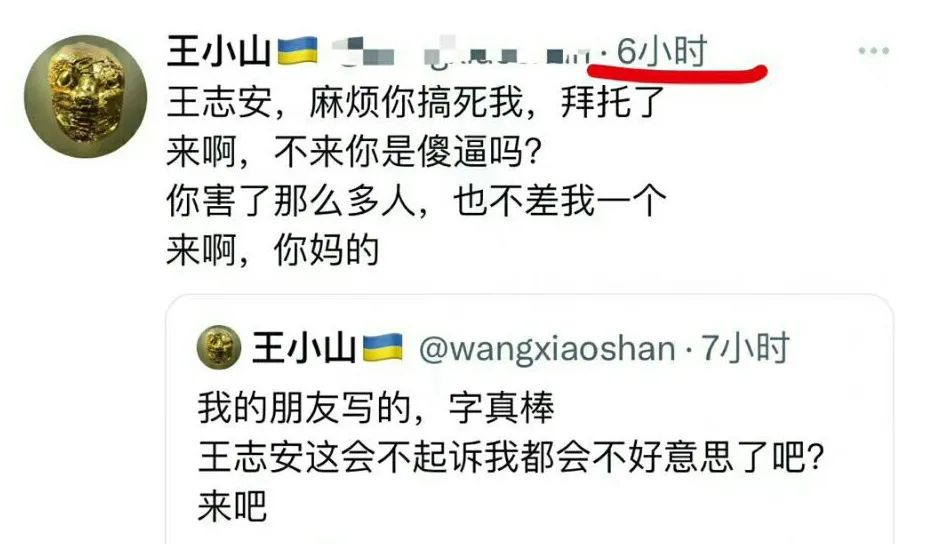 王小山🇺🇦 · 6小时
王志安，麻烦你搞死我，拜托了
来啊，不来你是傻逼吗？
你害了那么多人，也不差我一个
来啊，你妈的
王小山🇺🇦 @wangxiaoshan · 7小时
我的朋友写的，字真棒
王志安这会不起诉我都会不好意思了吧？
来吧